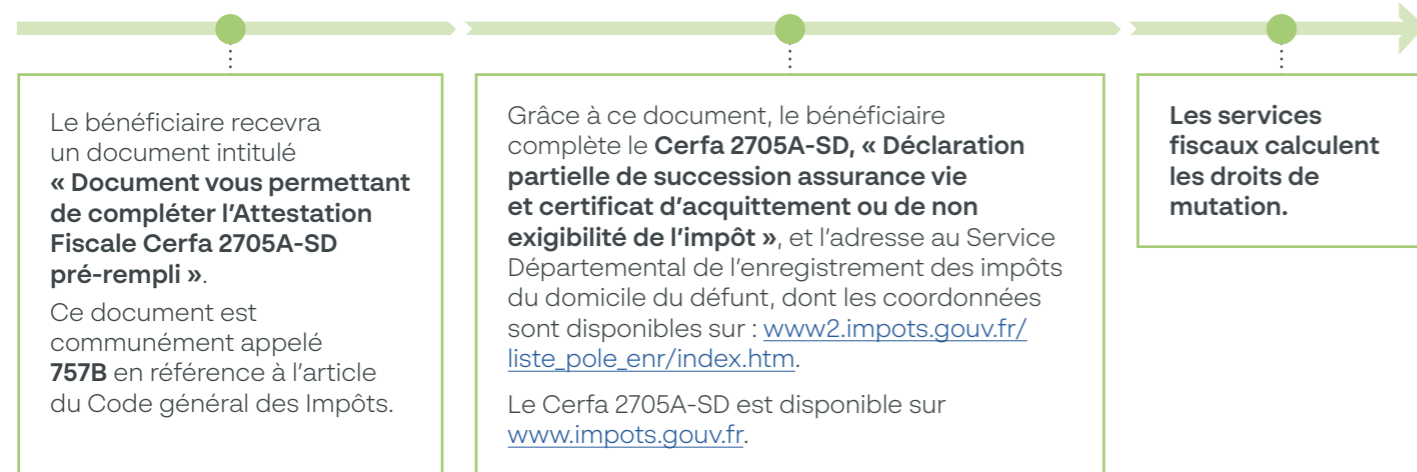 Le bénéficiaire recevra
un document intitulé
« Document vous permettant
de compléter l’Attestation
Fiscale Cerfa 2705A-SD
pré-rempli ».
Ce document est
communément appelé
757B en référence à l’article
du Code général des Impôts.
Grâce à ce document, le bénéficiaire
complète le Cerfa 2705A-SD, « Déclaration
partielle de succession assurance vie
et certificat d’acquittement ou de non
exigibilité de l’impôt », et l’adresse au Service
Départemental de l’enregistrement des impôts
du domicile du défunt, dont les coordonnées
sont disponibles sur : www2.impots.gouv.fr/
liste_pole_enr/index.htm.
Le Cerfa 2705A-SD est disponible sur
www.impots.gouv.fr.
Les services
fiscaux calculent
les droits de
mutation.